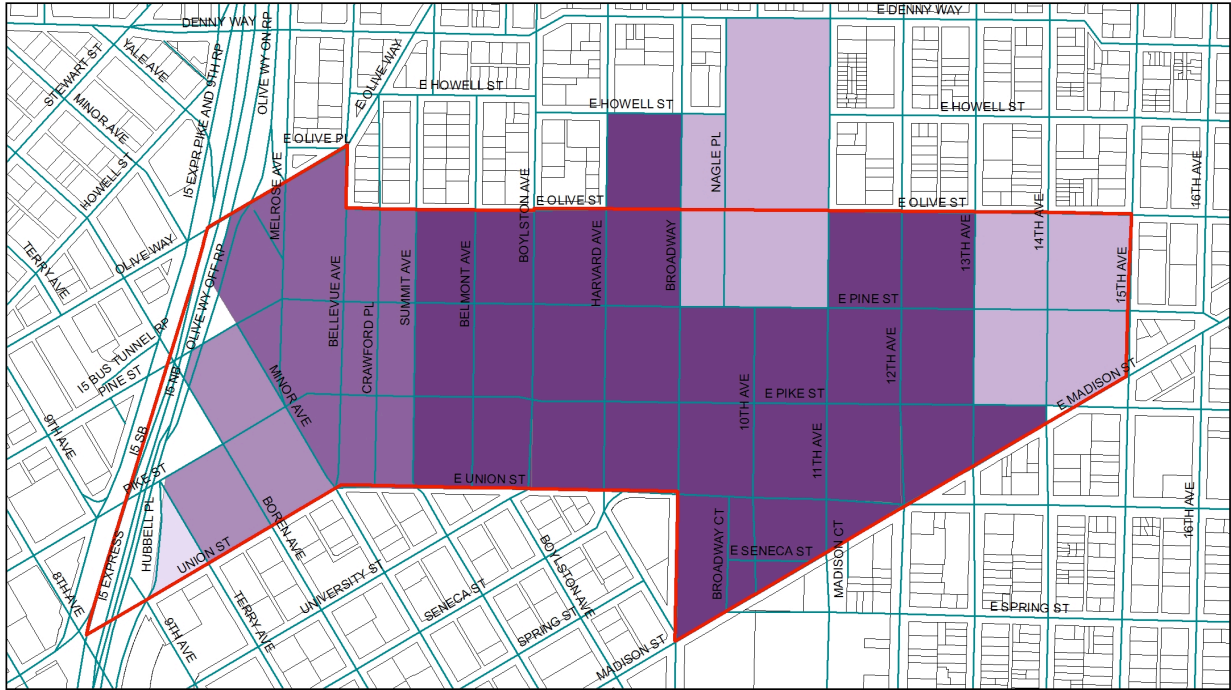 DENNY WAY
E DENNY WAY
STEWART ST
YALE AVE
MINOR AVE
HOWELL ST
I5 EXPR PIKE AND 9TH RP
OLIVE WY ON RP
E OLIVE WAY
E HOWELL ST
E HOWELL ST
E HOWELL ST
E OLIVE PL
MELROSE AVE
NAGLE PL
16TH AVE
TERRY AVE
OLIVE WAY
OLIVE WY OFF RP
BOYLSTON AVE
E OLIVE ST
E OLIVE ST
BELLEVUE AVE
SUMMIT AVE
BELMONT AVE
HARVARD AVE
BROADWAY
13TH AVE
14TH AVE
15TH AVE
E PINE ST
I5 BUS TUNNEL RP
PINE ST
CRAWFORD PL
12TH AVE
I5 NB
MINOR AVE
10TH AVE
E PIKE ST
E MADISON ST
9TH AVE
I5 SB
11TH AVE
PIKE ST
E UNION ST
HUBBELL PL
BOREN AVE
16TH AVE
I5 EXPRESS
UNION ST
BROADWAY CT
E SENECA ST
MADISON CT
8TH AVE
9TH AVE
TERRY AVE
UNIVERSITY ST
SENECA ST
BOYLSTON AVE
SPRING ST
MADISON ST
E SPRING ST